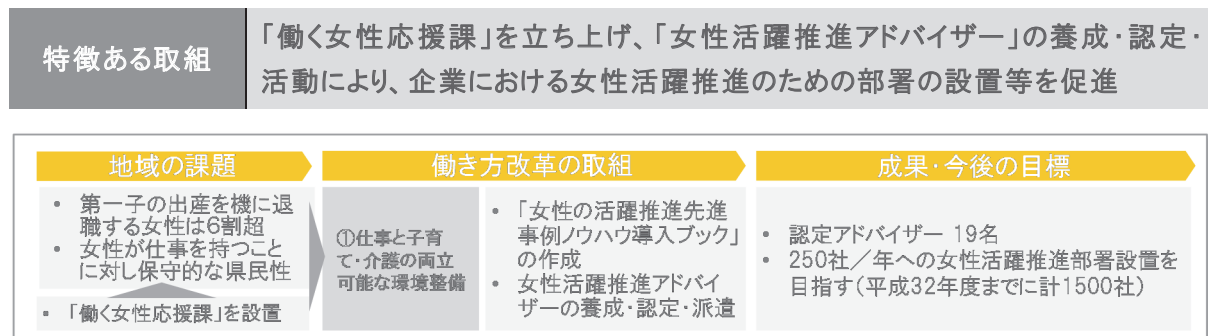 特徴ある取組
「働く女性応援課」を立ち上げ、「女性活躍推進アドバイザー」の養成・認定・
活動により、企業における女性活躍推進のための部署の設置等を促進
地域の課題
• 第一子の出産を機に退
職する女性は6割超
• 女性が仕事を持つこと
に対し保守的な県民性
• 「働く女性応援課」を設置
働き方改革の取組
①仕事と子育
て・介護の両立
可能な環境整備
• 「女性の活躍推進先進
事例ノウハウ導入ブック」
の作成
• 女性活躍推進アドバイ
ザーの養成・認定・派遣
成果・今後の目標
• 認定アドバイザー 19名
• 250社／年への女性活躍推進部署設置を
目指す(平成32年度までに計1500社)